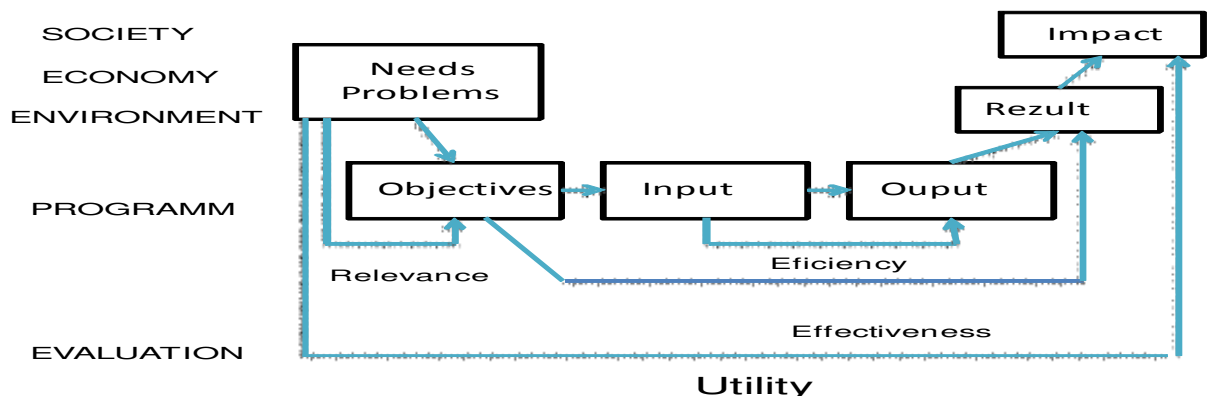 SOCIETY
ECONOMY
ENVIRONMENT
PROGRAMM
EVALUATION
Needs
Problems
Impact
Rezult
Objectives
Input
Ouput
Relevance
Eficiency
Effectiveness
Utility